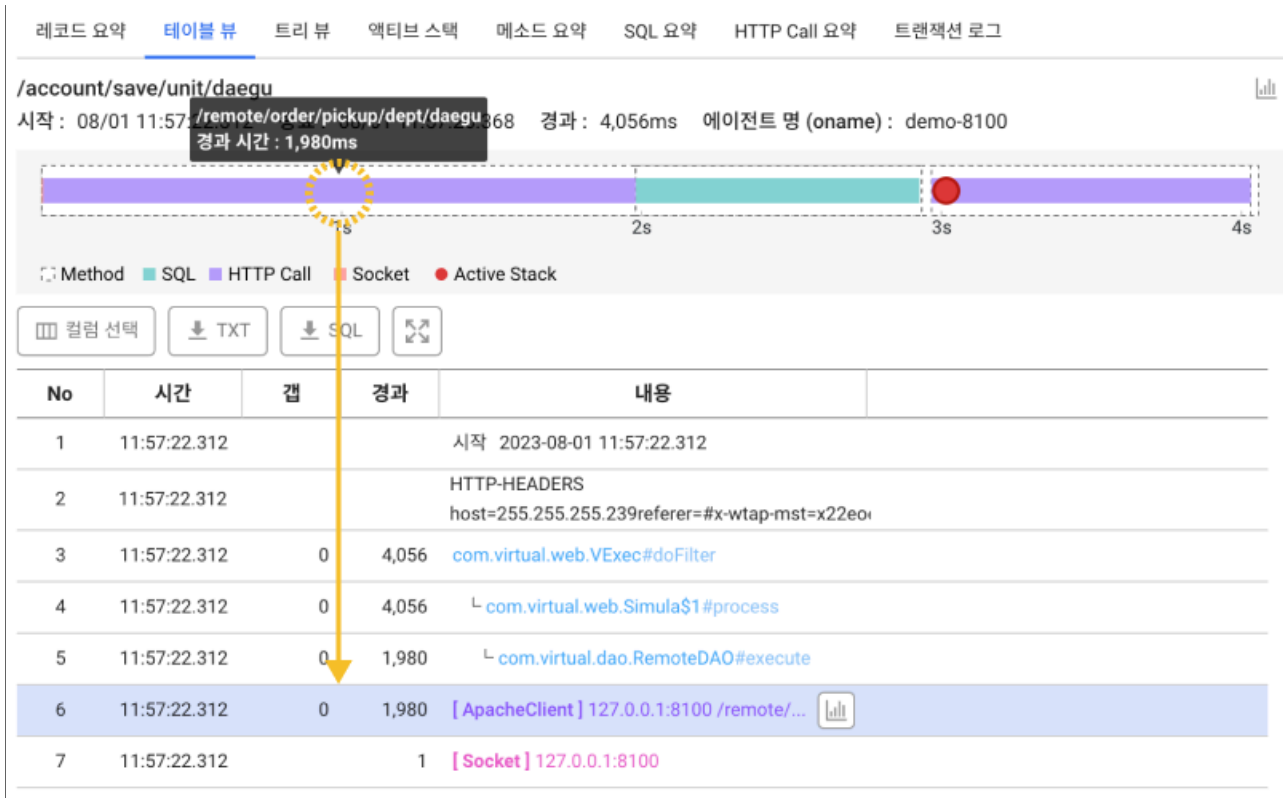 레코드 요약 테이블 뷰 트리 뷰 액티브 스택 메소드 요약 SQL 요약 HTTP Call 요약 트랜잭션 로그
/account/save/unit/daegu
/remote/order/pickup/dept/daegu
경과 시간 : 1,980ms
시작 : 08/01 11:57: 368 경과 : 4,056ms 에이전트 명 (oname) : demo-8100
1s 2s 3s 4s
Method SQL HTTP Call Socket Active Stack
컬럼 선택 TXT SQL
No 시간 갭 경과 내용
1 11:57:22.312 시작 2023-08-01 11:57:22.312
2 11:57:22.312 HTTP-HEADERS
host=255.255.255.239referer=#x-wtap-mst=x22eo
3 11:57:22.312 0 4,056 com.virtual.web.VExec#doFilter
4 11:57:22.312 0 4,056 └ com.virtual.web.Simula$1#process
5 11:57:22.312 0 1,980 └ com.virtual.dao.RemoteDAO#execute
6 11:57:22.312 0 1,980 [ ApacheClient ] 127.0.0.1:8100 /remote/...
7 11:57:22.312 1 [ Socket ] 127.0.0.1:8100